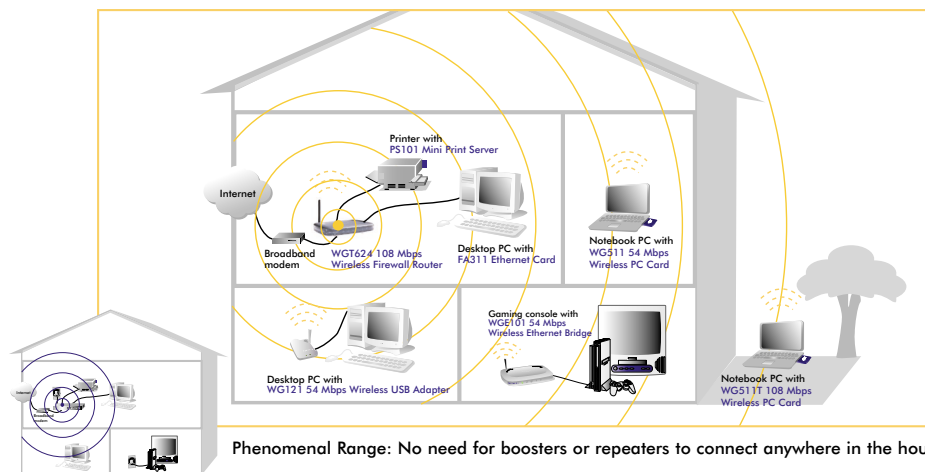 Printer with
PS101 Mini Print Server
Internet
Broadband
modem
WGT624 108 Mbps
Wireless Firewall Router
Desktop PC with
FA311 Ethernet Card
Notebook PC with
WG511 54 Mbps
Wireless PC Card
Gaming console with
WGE101 54 Mbps
Wireless Ethernet Bridge
Desktop PC with
WG121 54 Mbps Wireless USB Adapter
Notebook PC with
WG511T 108 Mbps
Wireless PC Card
Internet
Broadband
modem
Phenomenal Range: No need for boosters or repeaters to connect anywhere in the hou